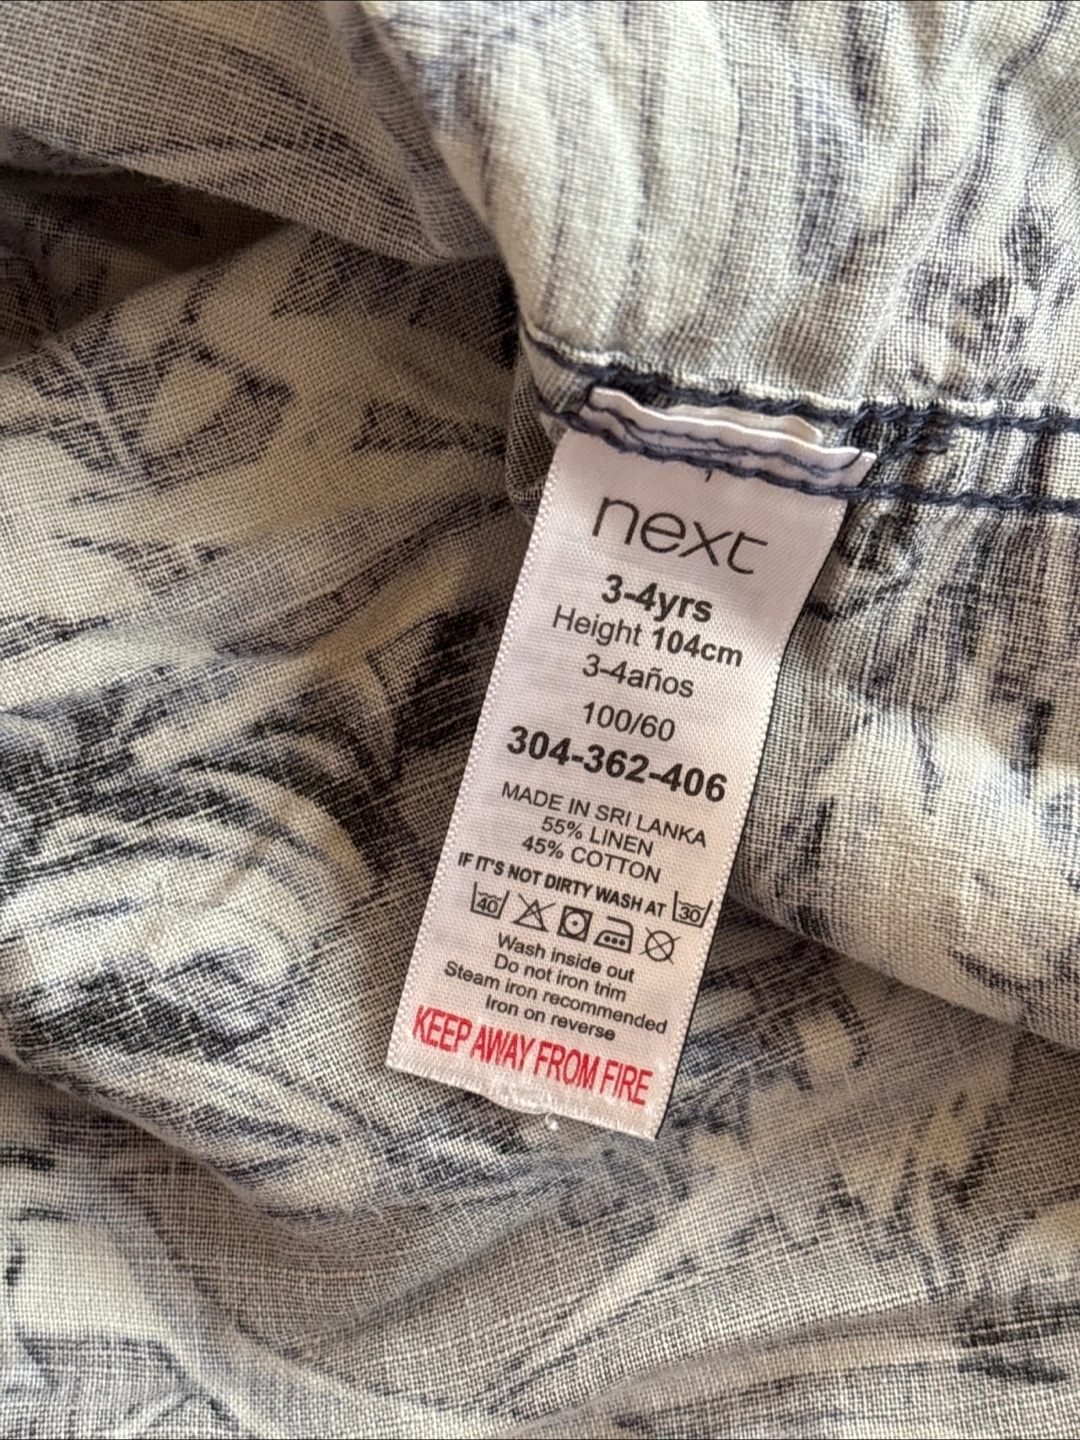 next
3-4yrs
Height 104cm
3-4años
100/60
304-362-406
MADE IN SRI LANKA
55% LINEN
45% COTTON
IF IT'S NOT DIRTY WASH AT 30
40
Wash inside out
Do not iron trim
Steam iron recommended
Iron on reverse
KEEP AWAY FROM FIRE